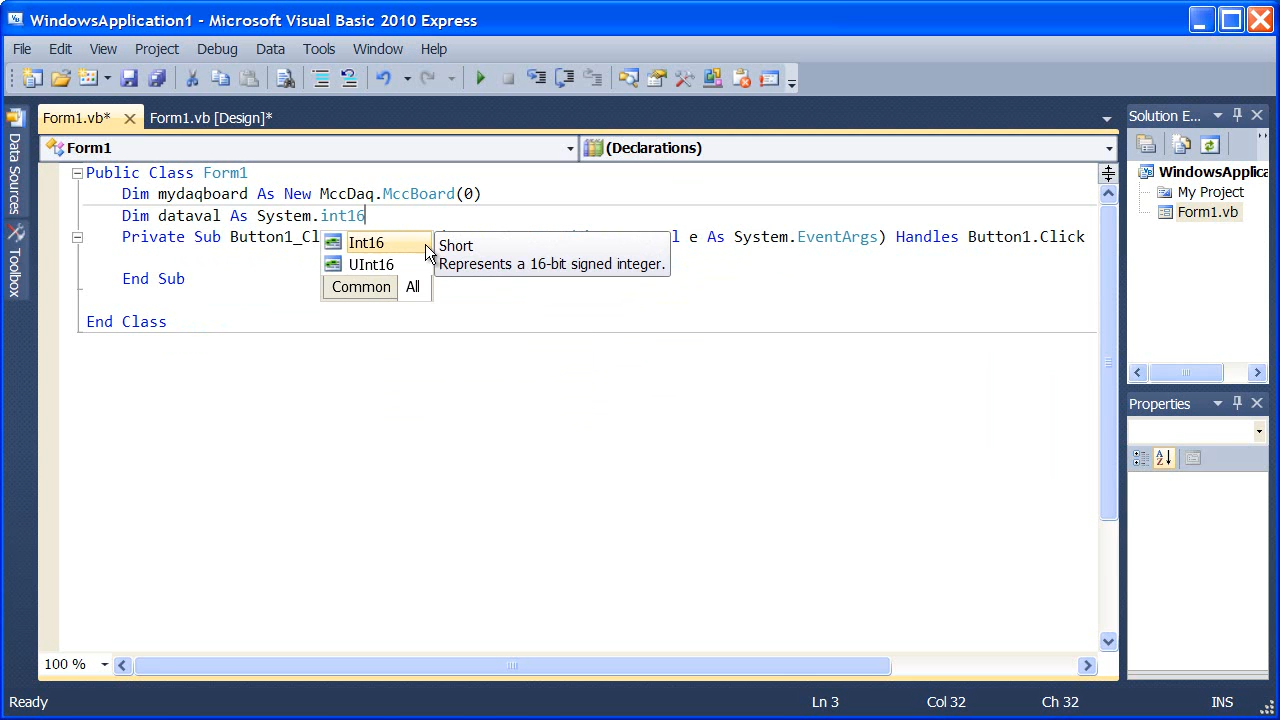 WindowsApplication1 - Microsoft Visual Basic 2010 Express
File Edit View Project Debug Data Tools Window Help
Form1.vb* Form1.vb [Design]*
Form1 (Declarations)
Public Class Form1
Dim mydaqboard As New MccDaq.MccBoard(0)
Dim dataval As System.int16
Private Sub Button1_Cl l e As System.EventArgs) Handles Button1.Click
Int16
UInt16
Common All
Short
Represents a 16-bit signed integer.
End Sub
End Class
Data Sources
Toolbox
Solution E...
WindowsApplica
My Project
Form1.vb
Properties
100 %
Ready Ln 3 Col 32 Ch 32 INS